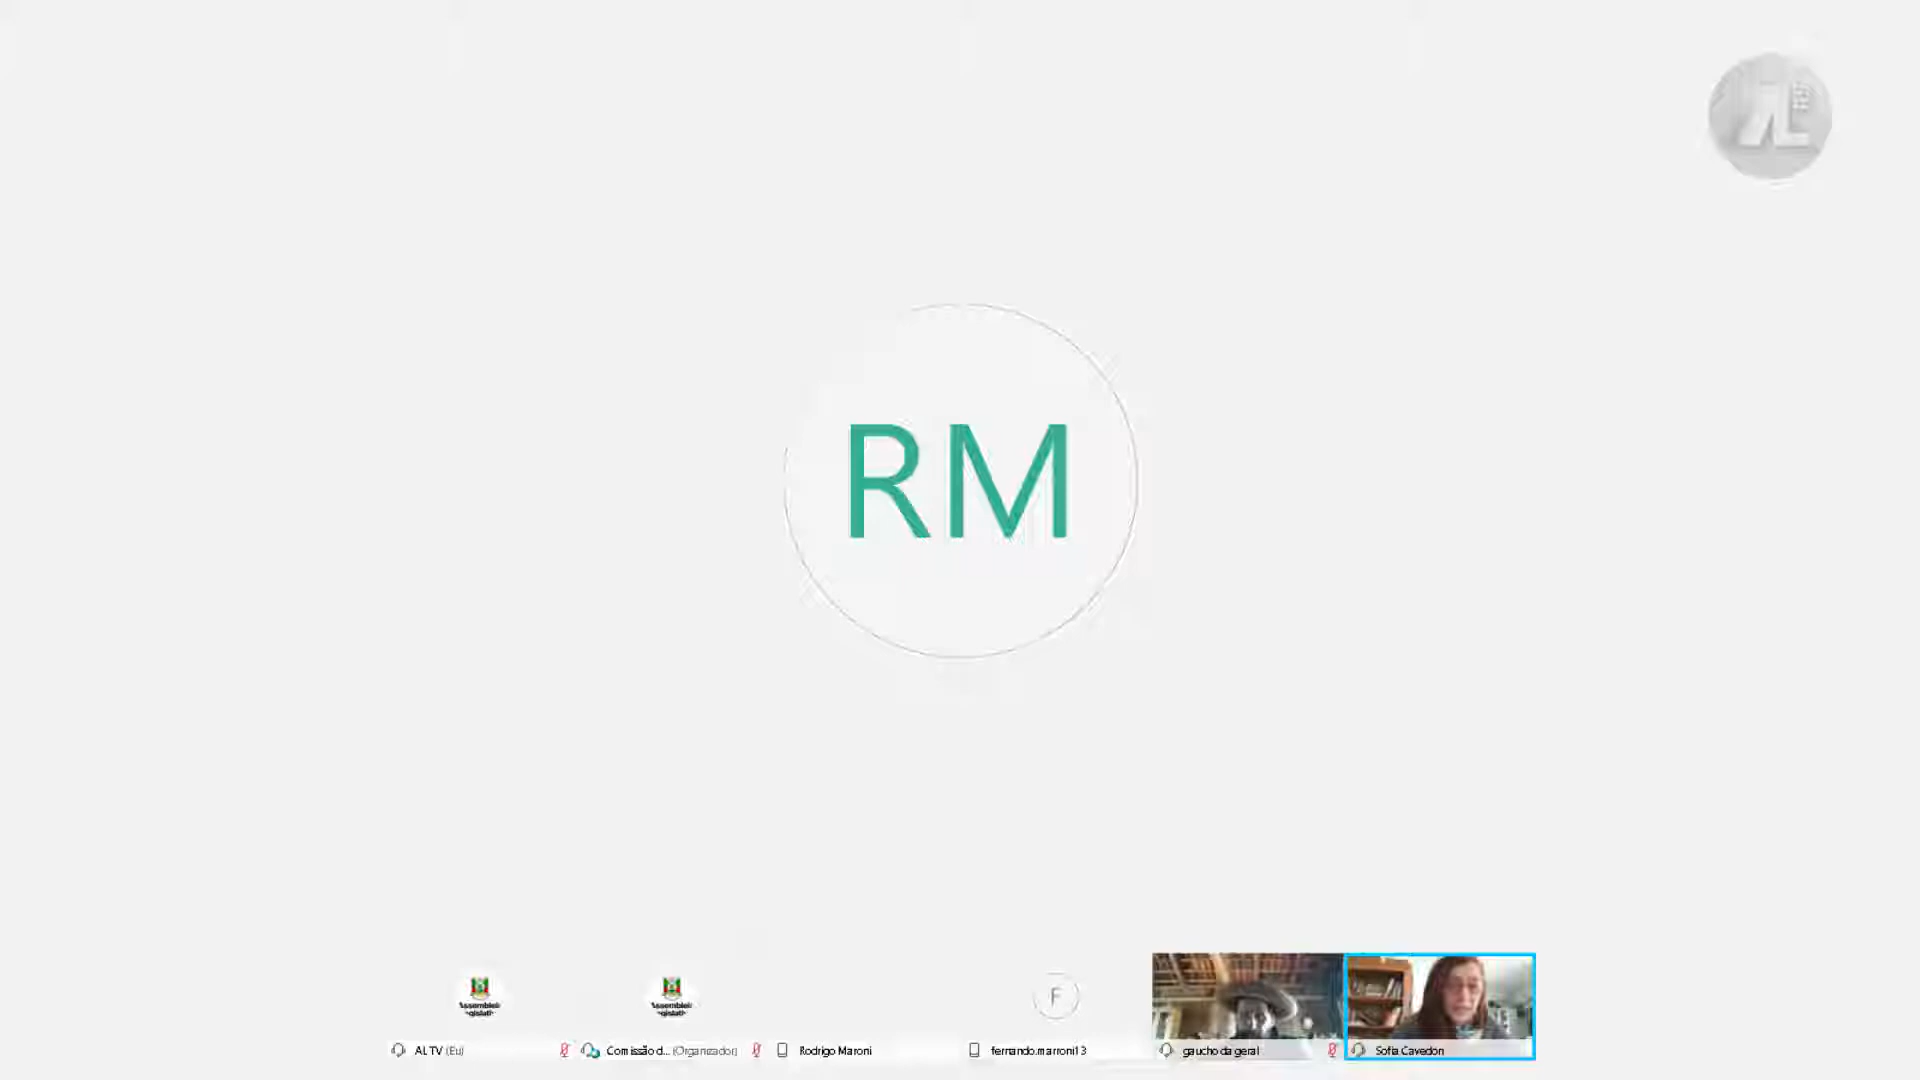 RM
F
AL TV (Eu)
Comissão d... (Organizador)
Rodrigo Maroni
fernando.marroni13
gaucho da geral
Sofia Cavedon